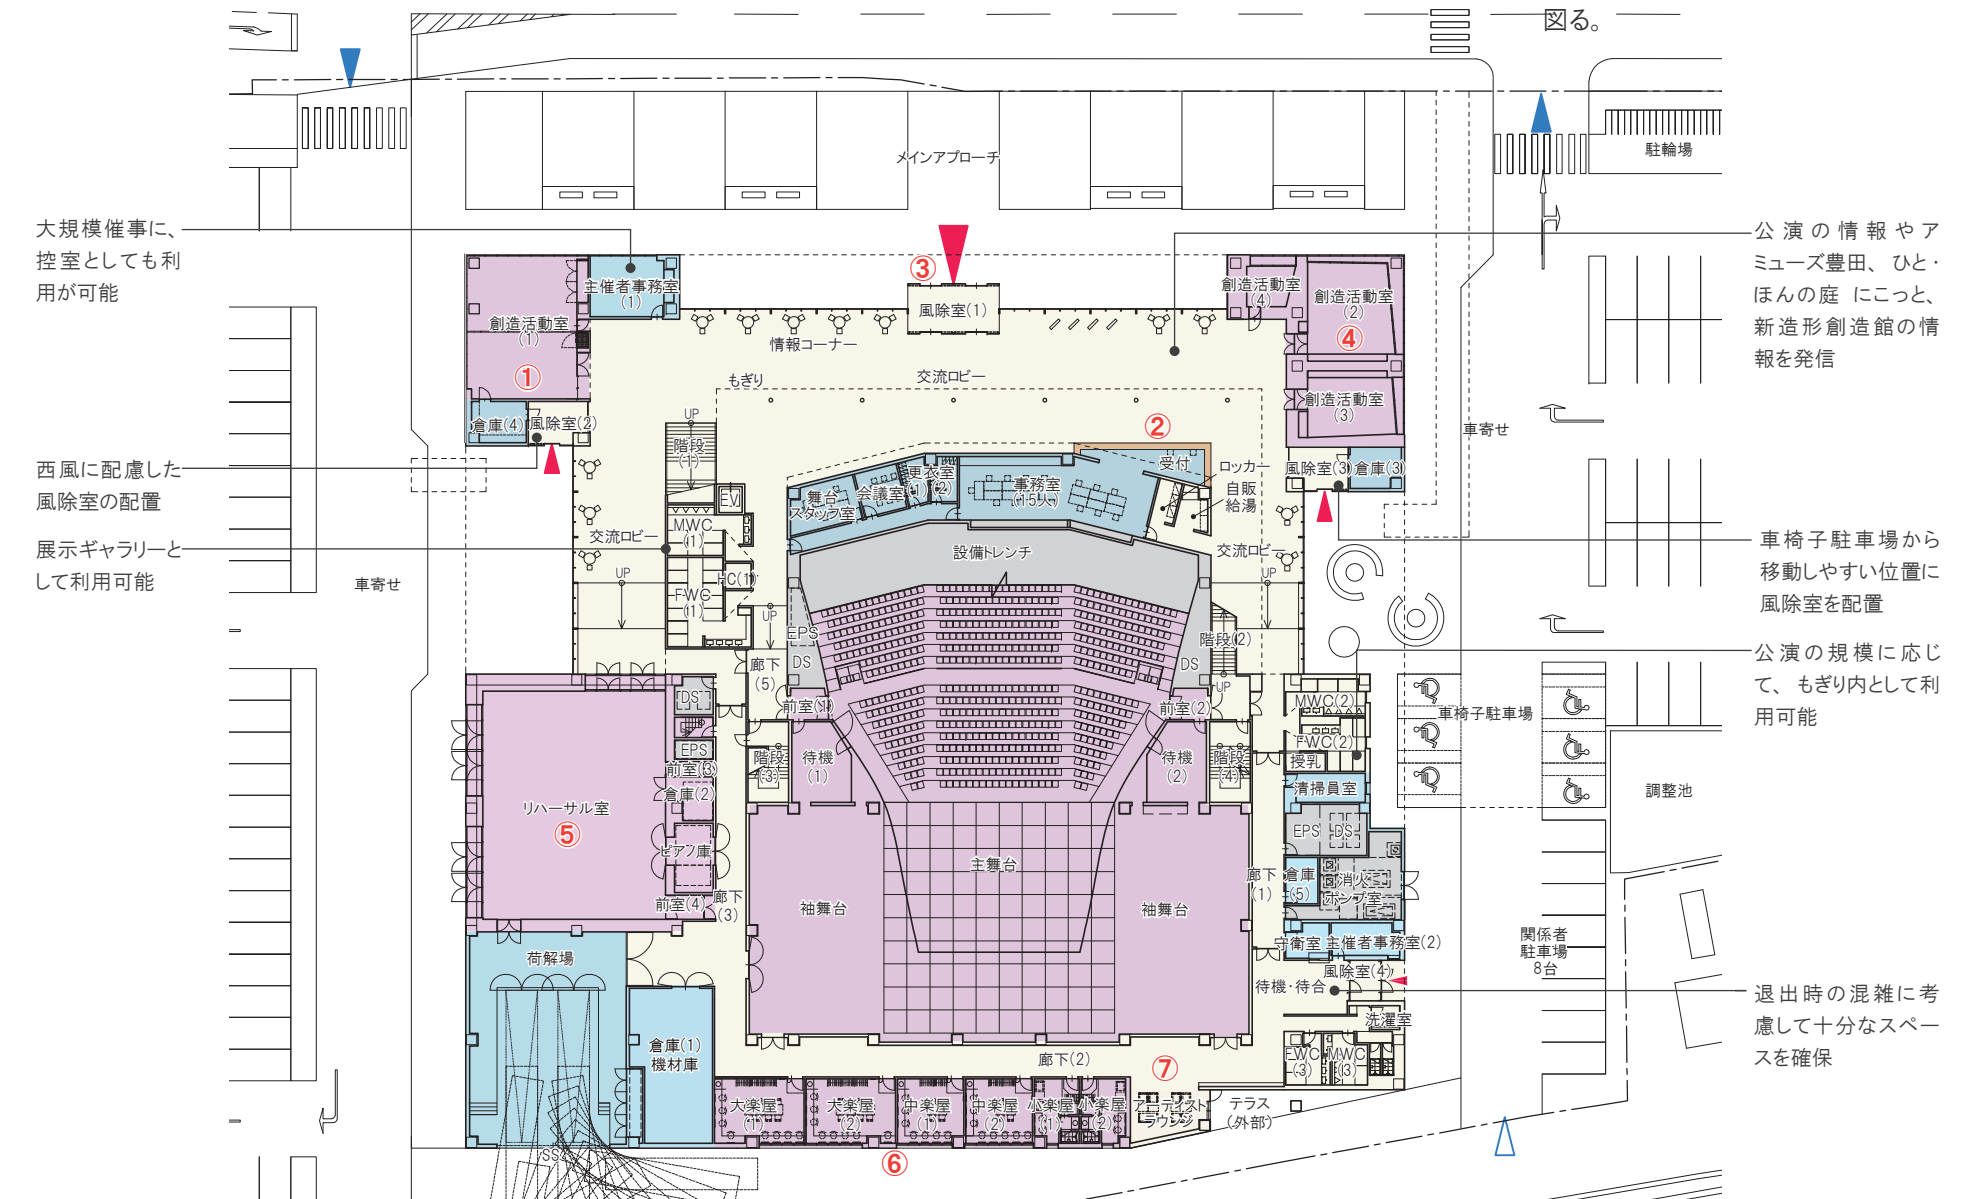 図る。
駐輪場
メインアプローチ
大規模催事に、
控室としても利
用が可能
公演の情報やア
ミューズ豊田、ひと・
ほんの庭 にこっと、
新造形創造館の情
報を発信
③
主催者事務室
(1)
創造活動室
(4)
創造活動室
(2)
風除室(1)
創造活動室
(1)
④
情報コーナー
①
もぎり
交流ロビー
創造活動室
(3)
倉庫(4)
風除室(2)
UP
②
車寄せ
階段
(1)
受付
ロッカー
自販
給湯
風除室(3)
倉庫(3)
西風に配慮した
風除室の配置
更衣室
(1)
(2)
会議室
事務室
(15人)
舞台
スタッフ室
EV
MWC
(1)
交流ロビー
設備トレンチ
交流ロビー
展示ギャラリーと
して利用可能
車椅子駐車場から
移動しやすい位置に
風除室を配置
車寄せ
UP
HC(1)
FWC
(1)
UP
UP
EPS
DS
階段(2)
DS
廊下
(5)
UP
公演の規模に応じ
て、もぎり内として利
用可能
DS
前室(1)
前室(2)
MWC(2)
車椅子駐車場
EPS
FWC(2)
前室(3)
階段
(3)
待機
(1)
待機
(2)
階段
(4)
授乳
倉庫(2)
清掃員室
調整池
リハーサル室
⑤
EPS
DS
ピアノ庫
主舞台
廊下
(1)
倉庫
(5)
消火
ポンプ室
前室(4)
廊下
(3)
袖舞台
袖舞台
守衛室
主催者事務室(2)
関係者
駐車場
8台
荷解場
風除室(4)
待機・待合
退出時の混雑に考
慮して十分なスペー
スを確保
洗濯室
倉庫(1)
機材庫
廊下(2)
⑦
FWC
(3)
MWC
(3)
大楽屋
(1)
大楽屋
(2)
中楽屋
(1)
中楽屋
(2)
小楽屋
(1)
小楽屋
(2)
アーティスト
ラウンジ
テラス
(外部)
SS
⑥